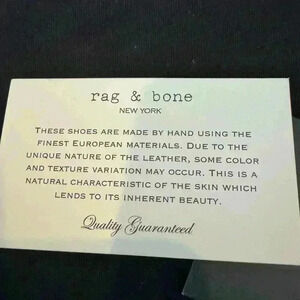 rag & bone
NEW YORK
THESE SHOES ARE MADE BY HAND USING THE
FINEST EUROPEAN MATERIALS. DUE TO THE
UNIQUE NATURE OF THE LEATHER, SOME COLOR
AND TEXTURE VARIATION MAY OCCUR. THIS IS A
NATURAL CHARACTERISTIC OF THE SKIN WHICH
LENDS TO ITS INHERENT BEAUTY.
Quality Guaranteed